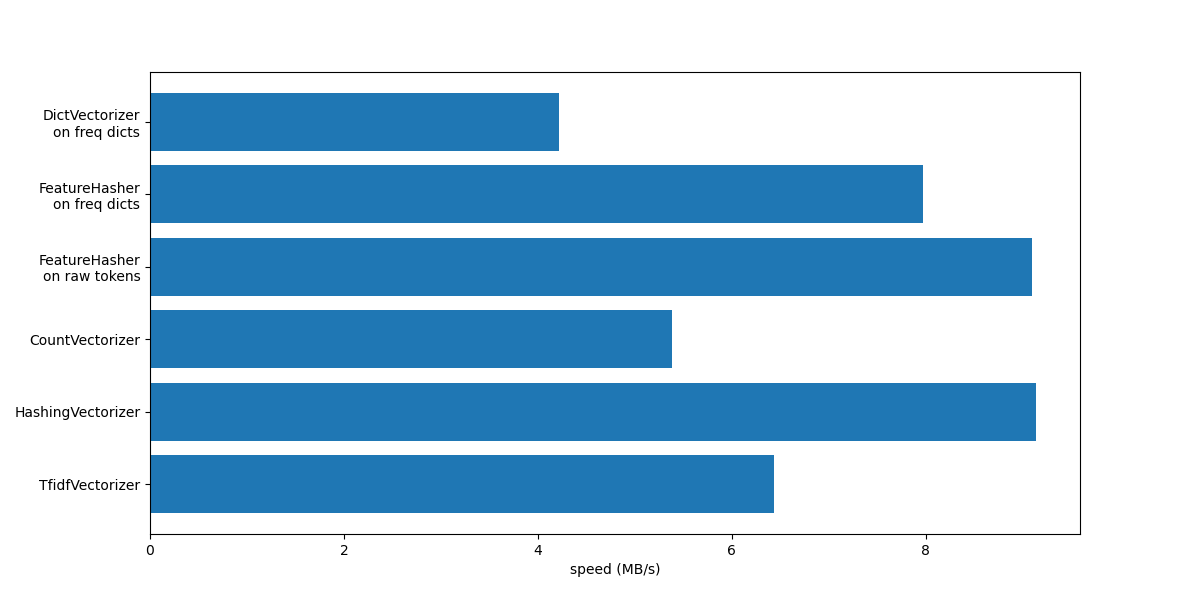 DictVectorizer
on freq dicts
FeatureHasher
on freq dicts
FeatureHasher
on raw tokens
CountVectorizer
HashingVectorizer
TfidfVectorizer
0 2 4 6 8
speed (MB/s)